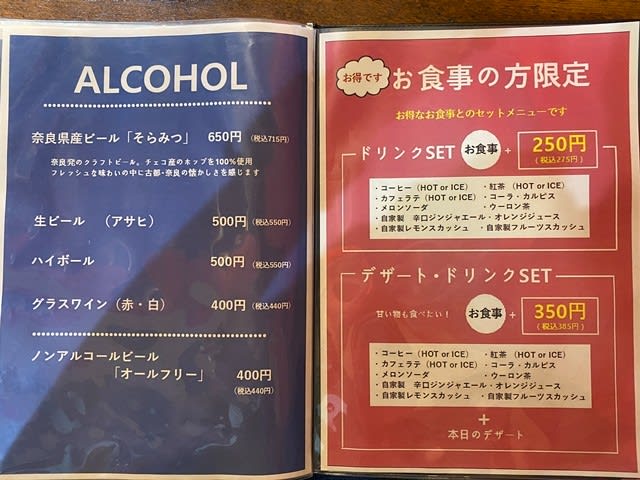 ALCOHOL
奈良県産ビール「そらみつ」 650円 (税込715円)
奈良発のクラフトビール。チェコ産のホップを100%使用
フレッシュな味わいの中に古都・奈良の懐かしさを感じます
生ビール （アサヒ） 500円 (税込550円)
ハイボール 500円 (税込550円)
グラスワイン（赤・白） 400円 (税込440円)
ノンアルコールビール
「オールフリー」 400円
(税込440円)
お得です お食事の方限定
お得なお食事とのセットメニューです
ドリンクSET お食事 + 250円
(税込275円)
・コーヒー（HOT or ICE） ・紅茶（HOT or ICE）
・カフェラテ（HOT or ICE） ・コーラ・カルピス
・メロンソーダ ・ウーロン茶
・自家製 辛口ジンジャエール・オレンジジュース
・自家製レモンスカッシュ ・自家製フルーツスカッシュ
デザート・ドリンクSET
甘い物も食べたい！ お食事 + 350円
(税込385円)
・コーヒー（HOT or ICE） ・紅茶（HOT or ICE）
・カフェラテ（HOT or ICE） ・コーラ・カルピス
・メロンソーダ ・ウーロン茶
・自家製 辛口ジンジャエール・オレンジジュース
・自家製レモンスカッシュ ・自家製フルーツスカッシュ
+
本日のデザート